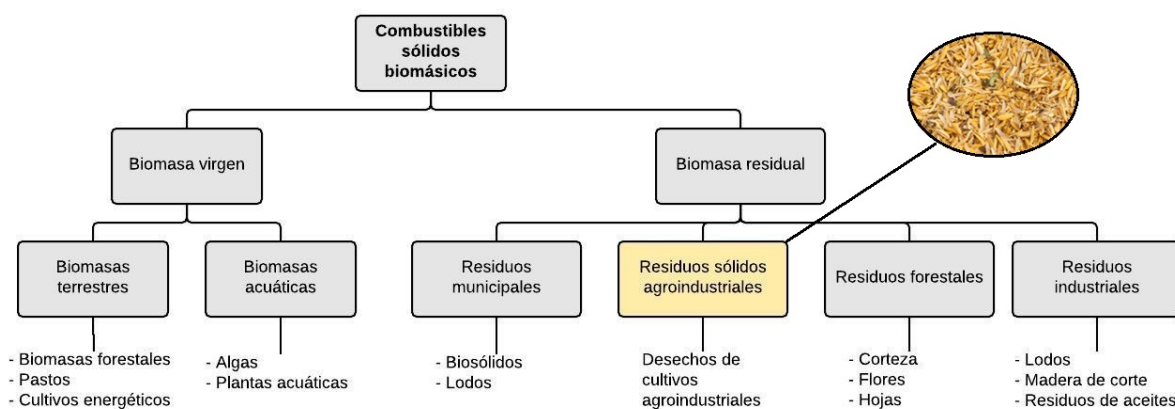 Combustibles
sólidos
biomásicos
Biomasa virgen
Biomasa residual
Biomasas
terrestres
Biomasas
acuáticas
Residuos
municipales
Residuos sólidos
agroindustriales
Residuos forestales
Residuos
industriales
- Biomasas forestales
- Pastos
- Cultivos energéticos
- Algas
- Plantas acuáticas
- Biosólidos
- Lodos
Desechos de
cultivos
agroindustriales
- Corteza
- Flores
- Hojas
- Lodos
- Madera de corte
- Residuos de aceites